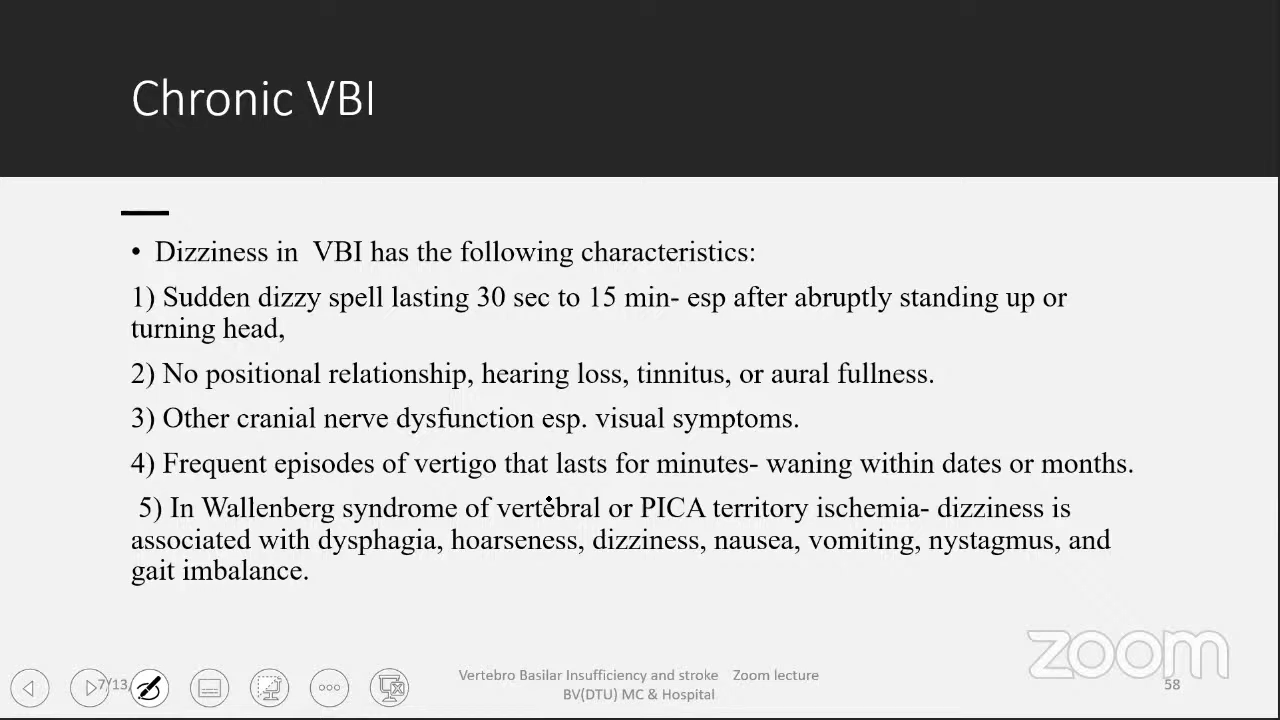 Chronic VBI
• Dizziness in VBI has the following characteristics:
1) Sudden dizzy spell lasting 30 sec to 15 min- esp after abruptly standing up or
turning head,
2) No positional relationship, hearing loss, tinnitus, or aural fullness.
3) Other cranial nerve dysfunction esp. visual symptoms.
4) Frequent episodes of vertigo that lasts for minutes- waning within dates or months.
5) In Wallenberg syndrome of vertebral or PICA territory ischemia- dizziness is
associated with dysphagia, hoarseness, dizziness, nausea, vomiting, nystagmus, and
gait imbalance.
zoom
7/13
Vertebro Basilar Insufficiency and stroke Zoom lecture
BV(DTU) MC & Hospital
58